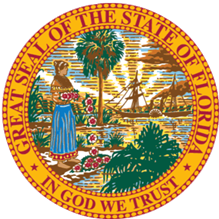 GREAT SEAL OF THE STATE OF FLORIDA
IN GOD WE TRUST